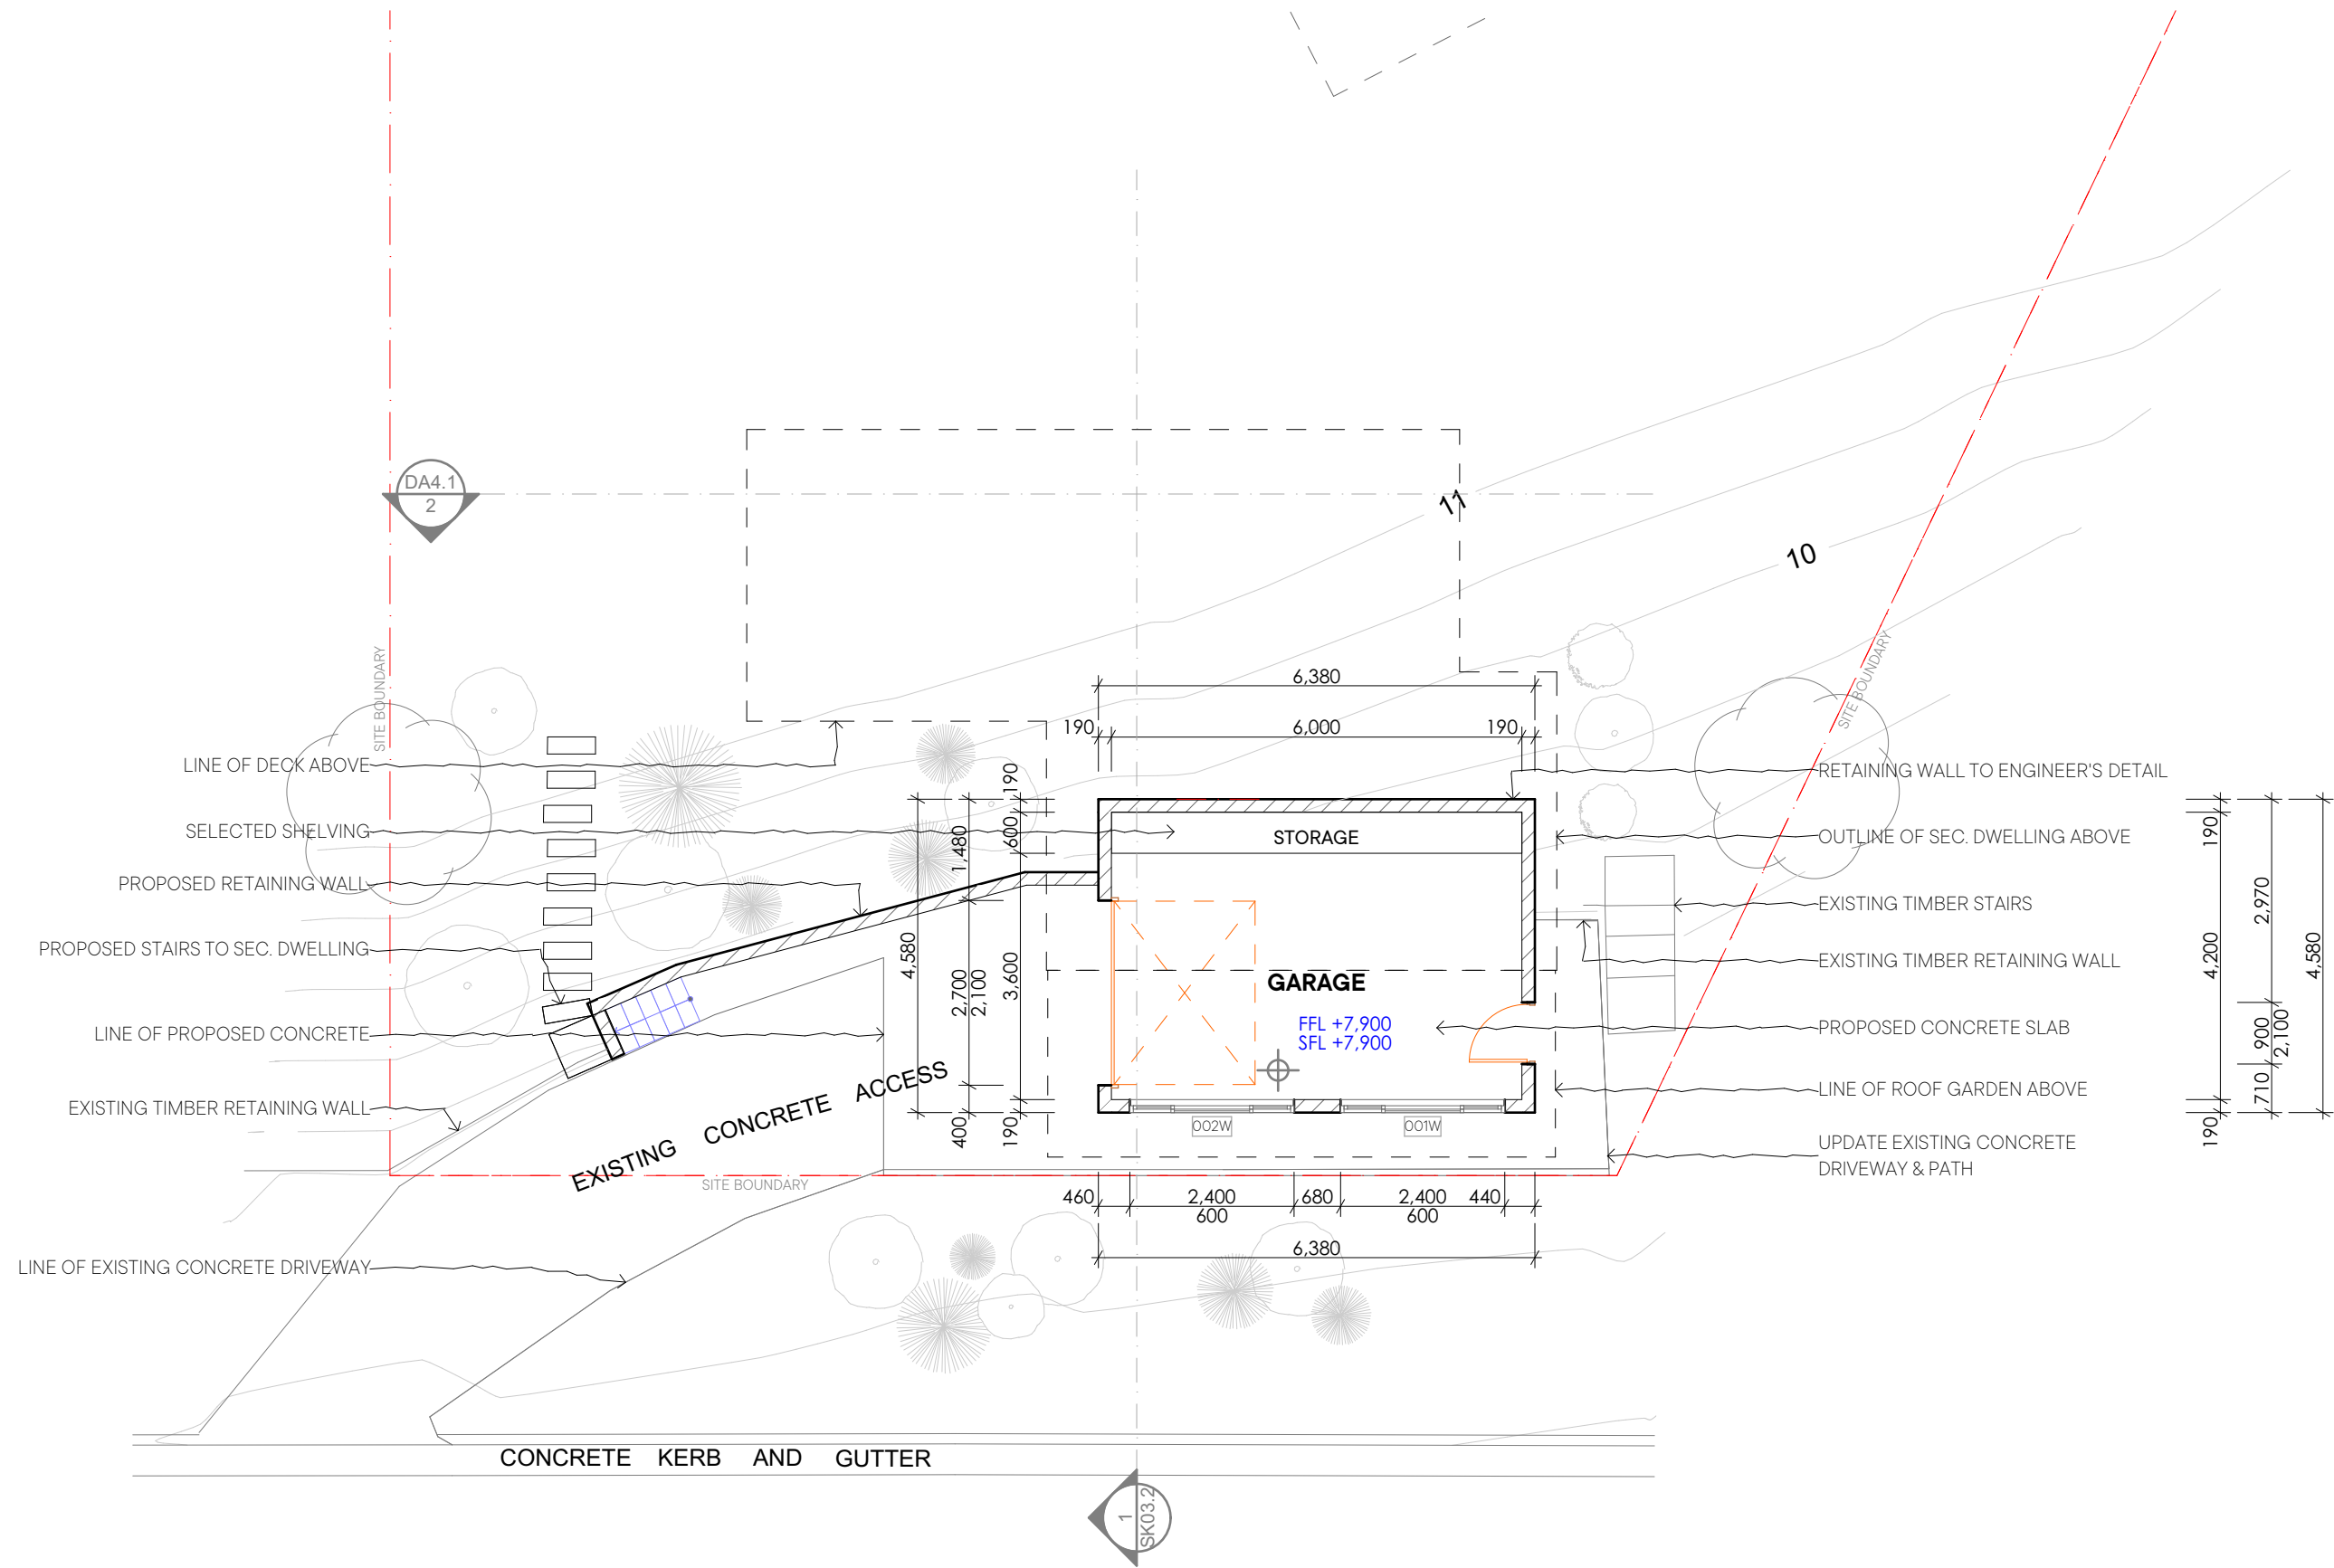 11
10
DA4.1
2
SITE BOUNDARY
SITE BOUNDARY
6,380
190
6,000
190
LINE OF DECK ABOVE
SELECTED SHELVING
PROPOSED RETAINING WALL
PROPOSED STAIRS TO SEC. DWELLING
LINE OF PROPOSED CONCRETE
EXISTING TIMBER RETAINING WALL
LINE OF EXISTING CONCRETE DRIVEWAY
4,580
1,480
2,700
2,100
400
190
600
3,600
190
STORAGE
GARAGE
FFL +7,900
SFL +7,900
002W
001W
RETAINING WALL TO ENGINEER'S DETAIL
OUTLINE OF SEC. DWELLING ABOVE
EXISTING TIMBER STAIRS
EXISTING TIMBER RETAINING WALL
PROPOSED CONCRETE SLAB
LINE OF ROOF GARDEN ABOVE
UPDATE EXISTING CONCRETE
DRIVEWAY & PATH
190
4,200
190
2,970
900
2,100
710
4,580
EXISTING CONCRETE ACCESS
SITE BOUNDARY
460
2,400
680
2,400
440
600
600
6,380
CONCRETE KERB AND GUTTER
1
SK03.2